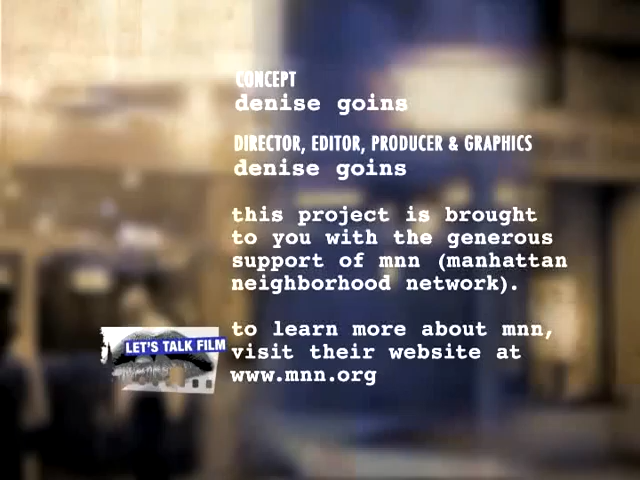 CONCEPT
denise goins
DIRECTOR, EDITOR, PRODUCER & GRAPHICS
denise goins
this project is brought
to you with the generous
support of mnn (manhattan
neighborhood network).
to learn more about mnn,
visit their website at
www.mnn.org
LET'S TALK FILM